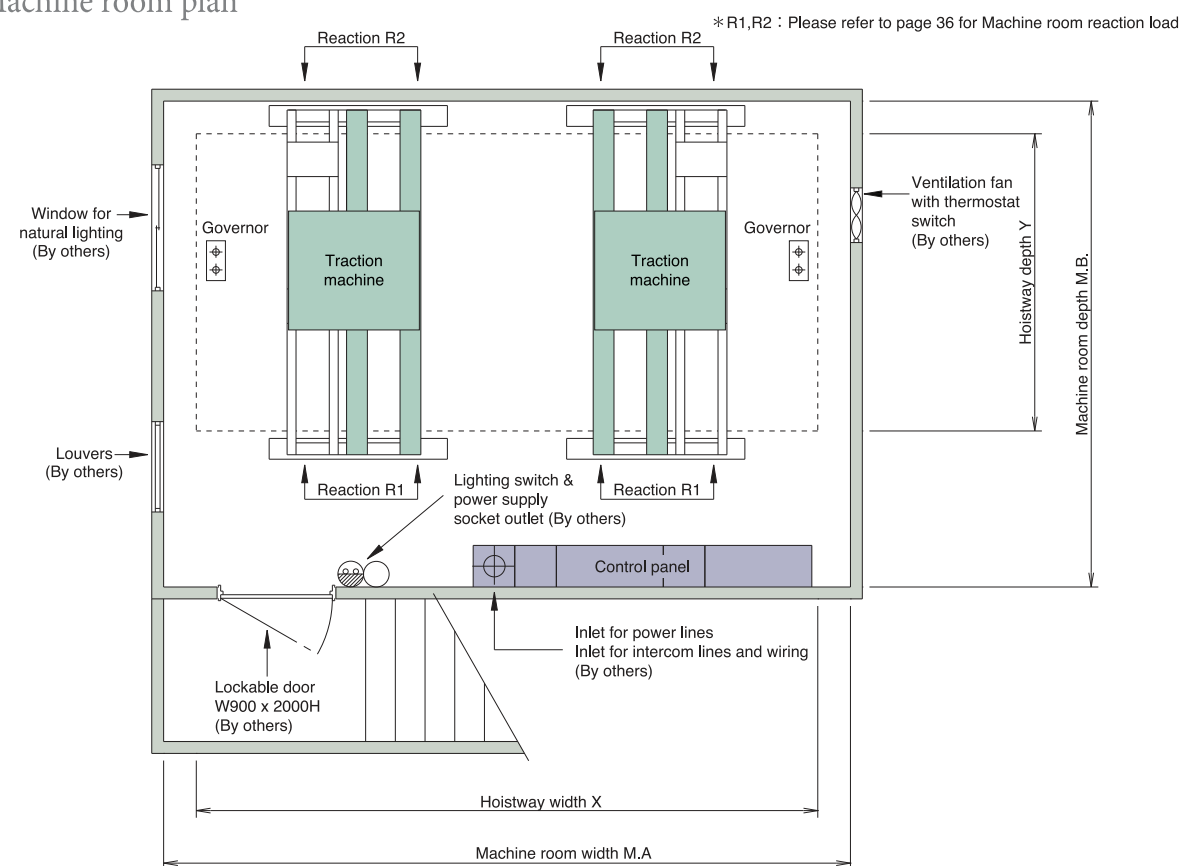 Machine room plan
＊R1,R2：Please refer to page 36 for Machine room reaction load
Reaction R2
Reaction R2
Window for
natural lighting
(By others)
Governor
Traction
machine
Traction
machine
Governor
Ventilation fan
with thermostat
switch
(By others)
Hoistway depth Y
Machine room depth M.B.
Louvers
(By others)
Reaction R1
Reaction R1
Lighting switch &
power supply
socket outlet (By others)
Control panel
Inlet for power lines
Inlet for intercom lines and wiring
(By others)
Lockable door
W900 x 2000H
(By others)
Hoistway width X
Machine room width M.A